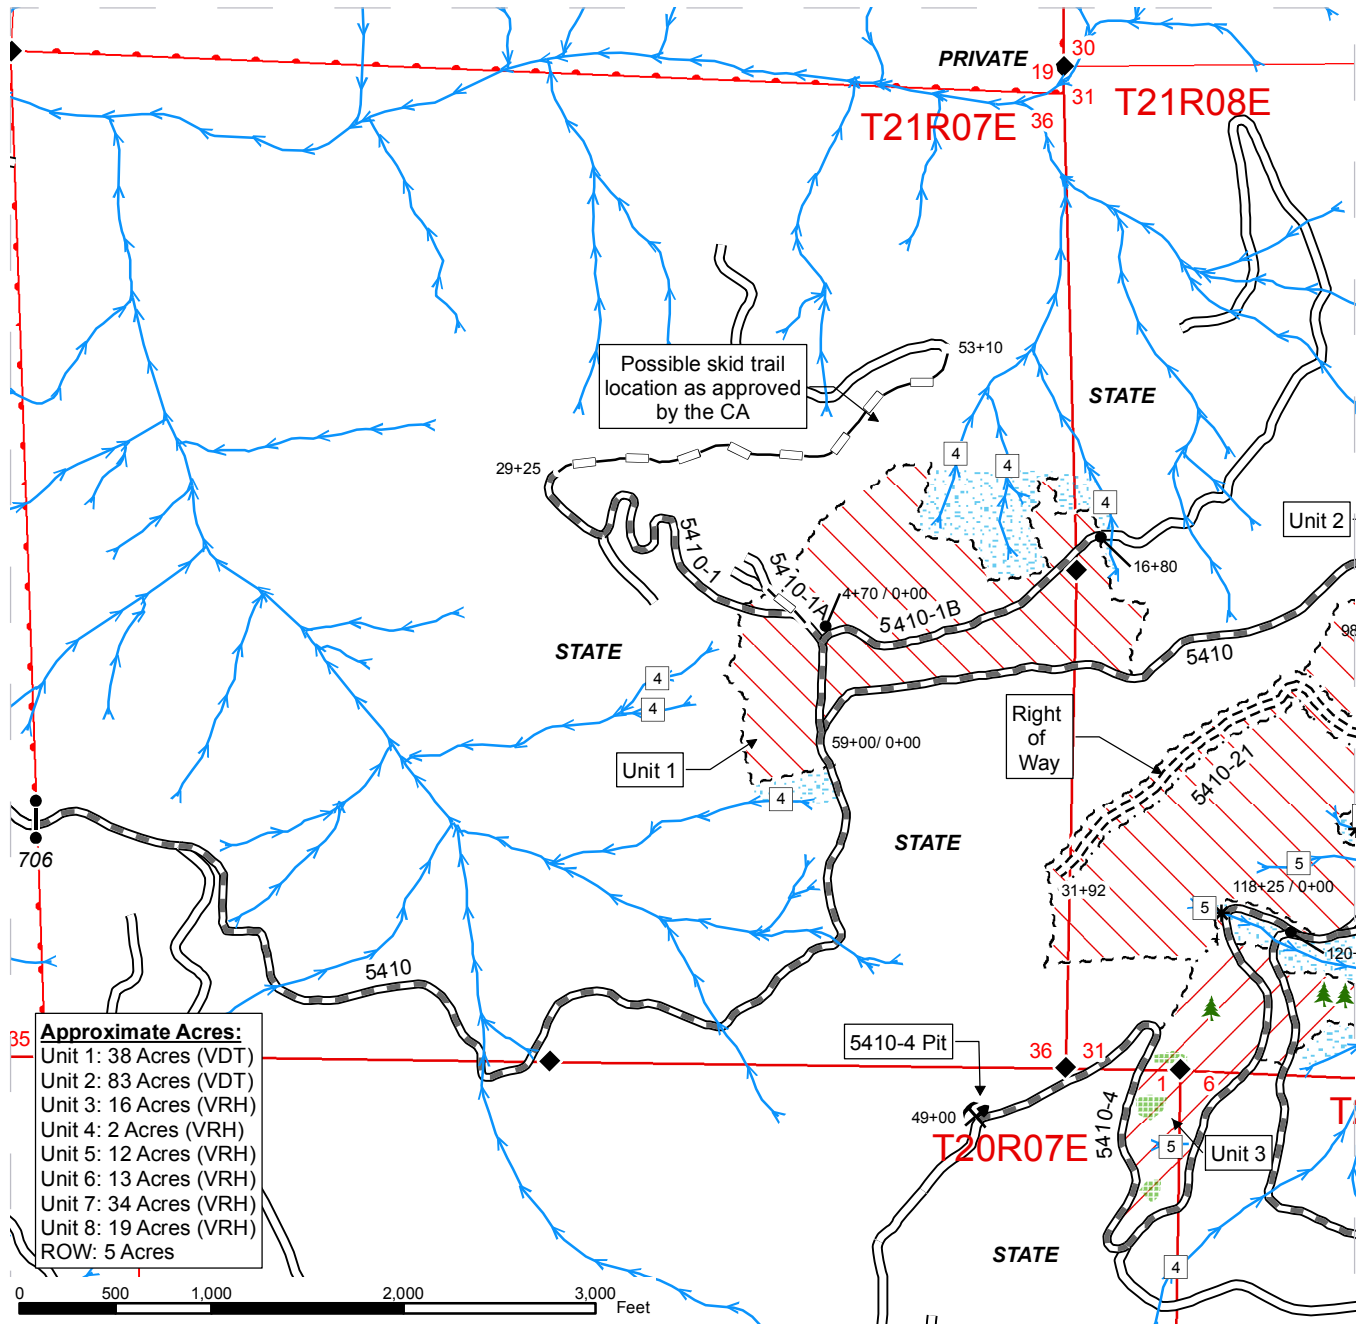 PRIVATE
30
19
31
36
T21R07E
T21R08E
Possible skid trail
location as approved
by the CA
53+10
STATE
29+25
4
4
4
Unit 2
5410-1
5410-1A
4+70 / 0+00
5410-1B
16+80
98
STATE
4
4
5410
Right
of
Way
59+00/ 0+00
Unit 1
4
5410-21
706
STATE
5
31+92
118+25 / 0+00
5
120+
5410
35
Approximate Acres:
Unit 1: 38 Acres (VDT)
Unit 2: 83 Acres (VDT)
Unit 3: 16 Acres (VRH)
Unit 4: 2 Acres (VRH)
Unit 5: 12 Acres (VRH)
Unit 6: 13 Acres (VRH)
Unit 7: 34 Acres (VRH)
Unit 8: 19 Acres (VRH)
ROW: 5 Acres
5410-4 Pit
36
31
1
6
49+00
T20R07E
5410-4
5
Unit 3
STATE
4
0
500
1,000
2,000
3,000
Feet